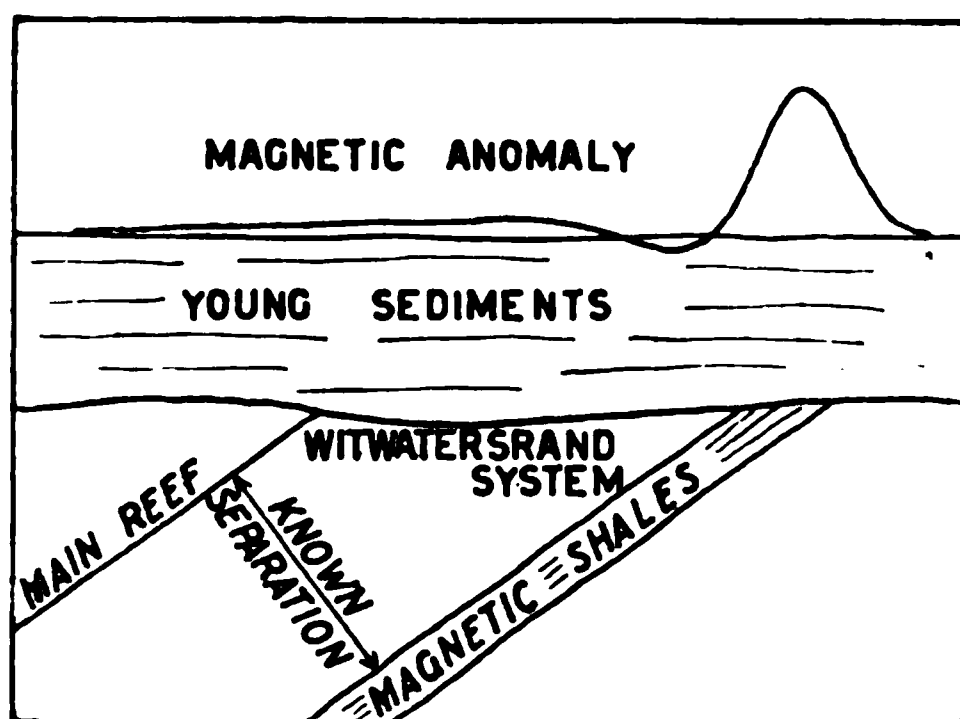 MAGNETIC ANOMALY
YOUNG SEDIMENTS
WITWATERSRAND
SYSTEM
MAIN REEF
KNOWN
SEPARATION
MAGNETIC SHALES